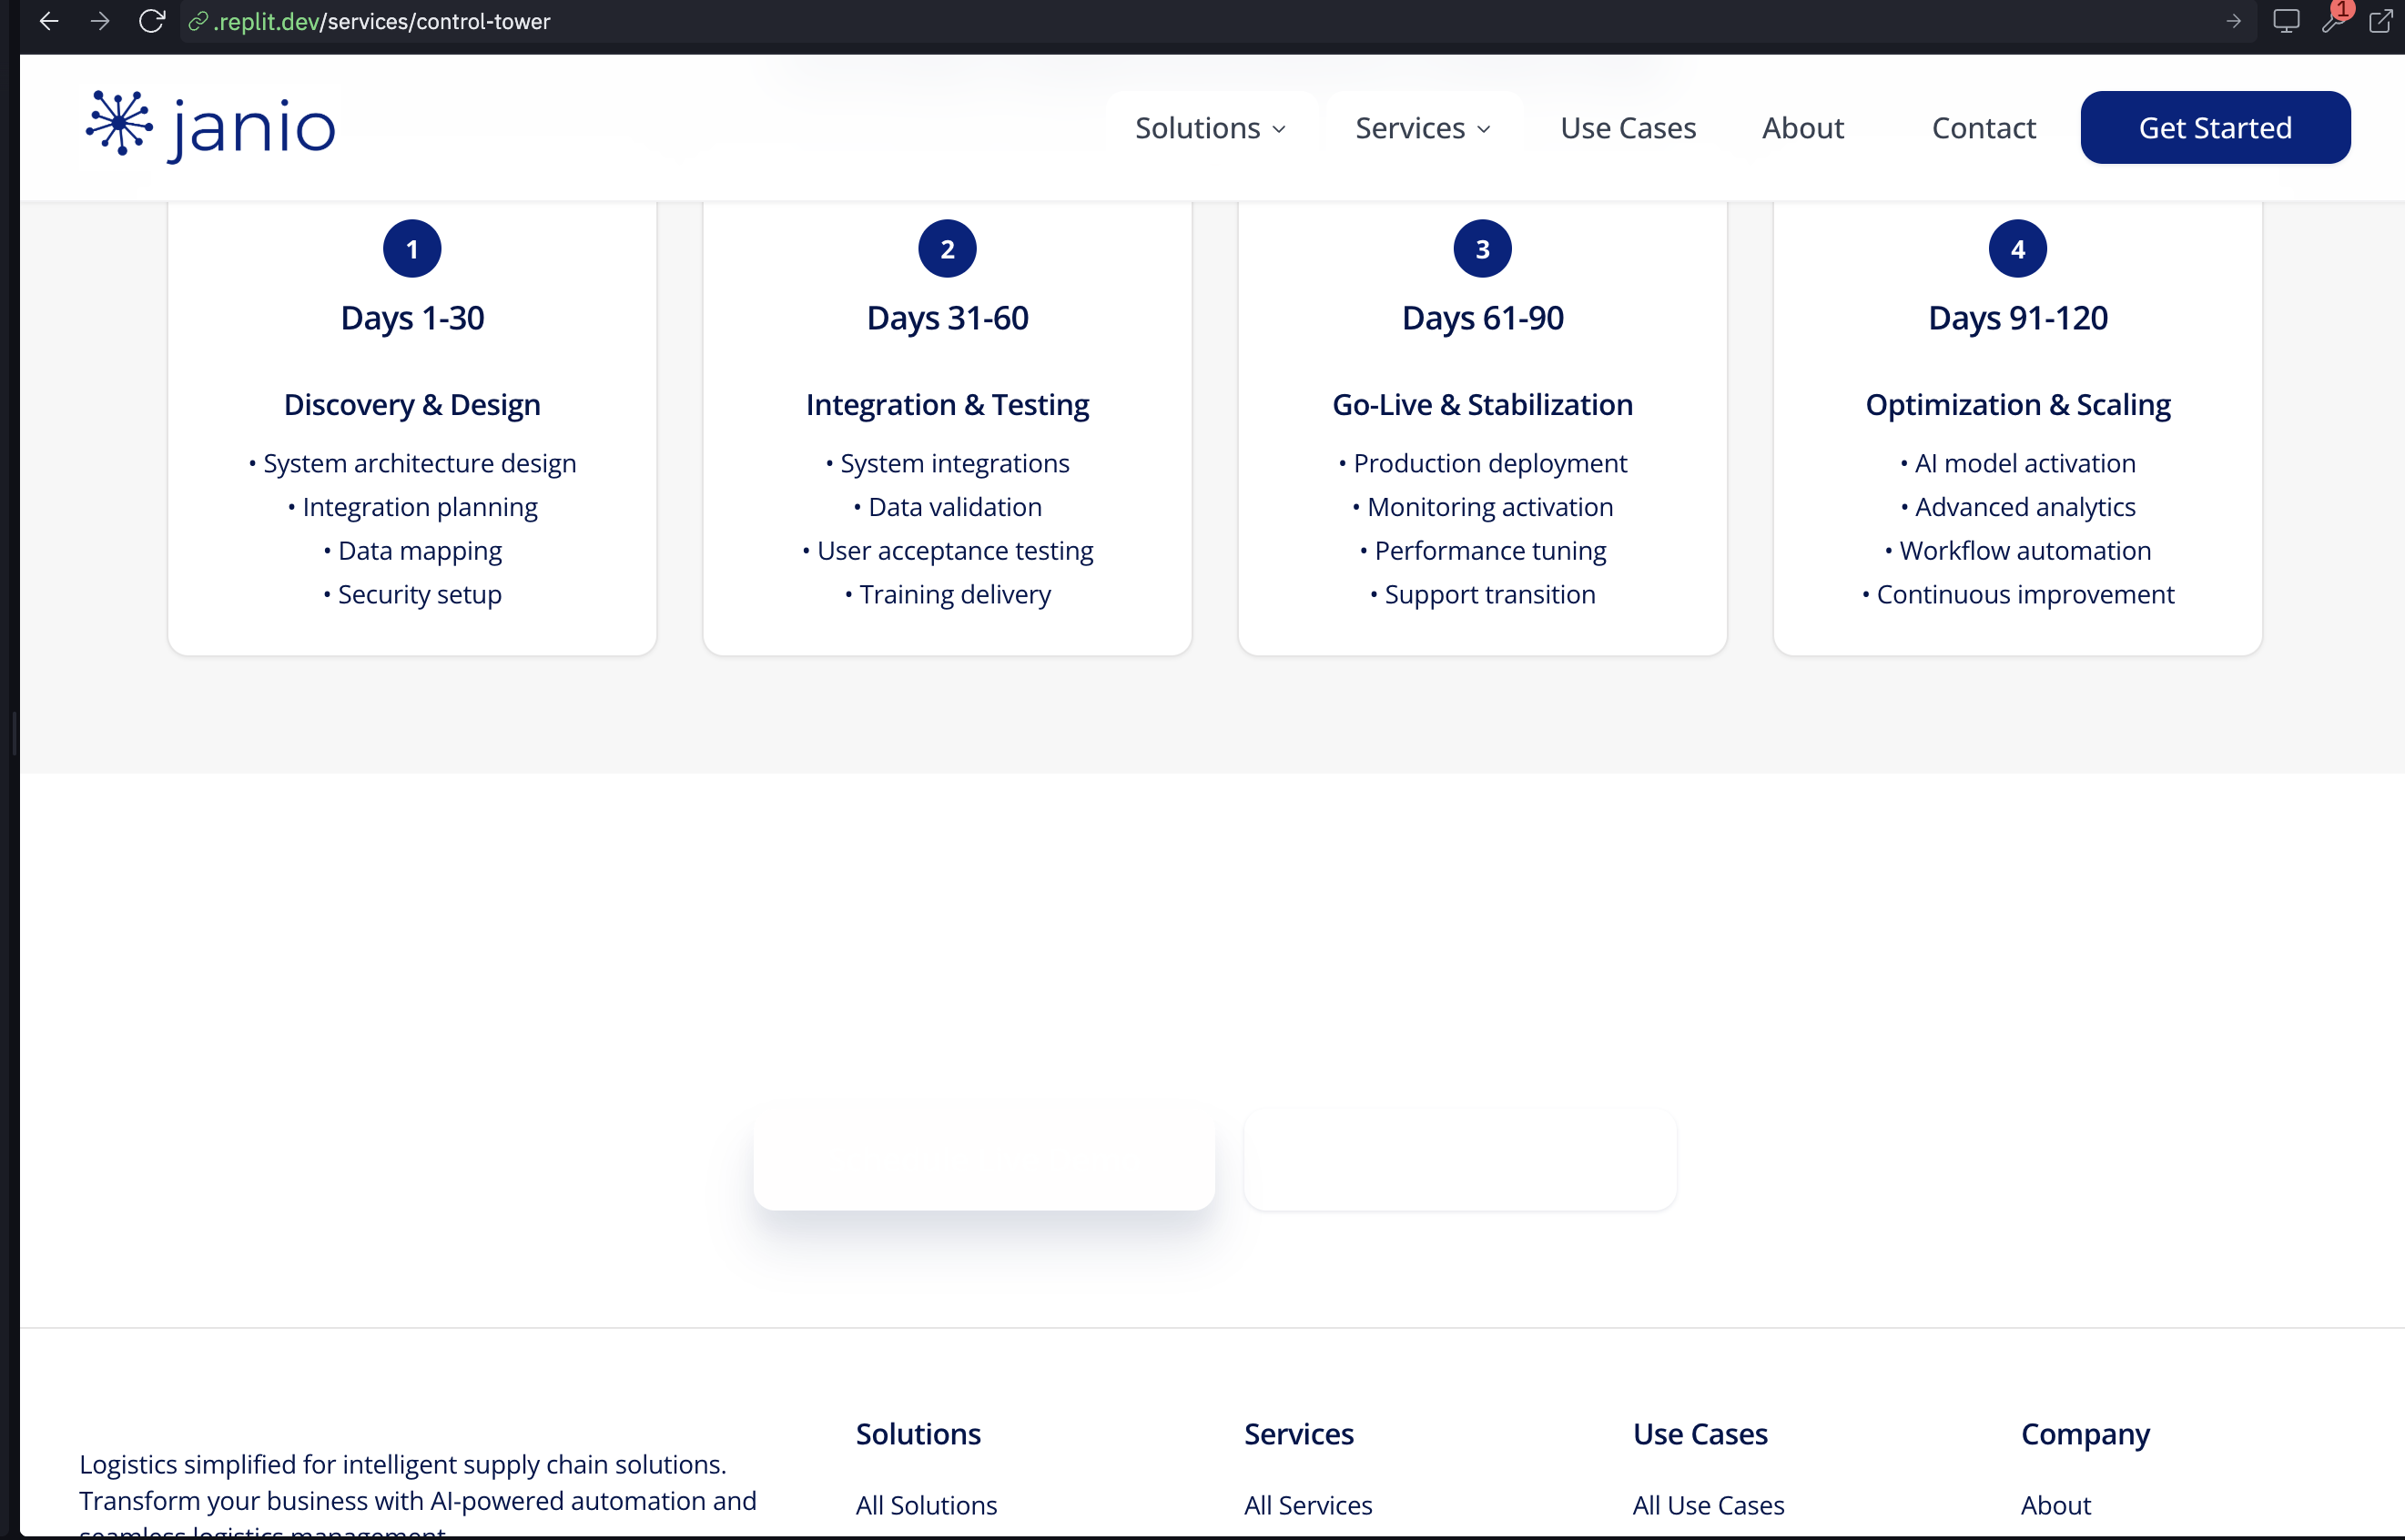 .replit.dev/services/control-tower
1
janio
Solutions
Services
Use Cases
About
Contact
Get Started
1
Days 1-30
Discovery & Design
• System architecture design
• Integration planning
• Data mapping
• Security setup
2
Days 31-60
Integration & Testing
• System integrations
• Data validation
• User acceptance testing
• Training delivery
3
Days 61-90
Go-Live & Stabilization
• Production deployment
• Monitoring activation
• Performance tuning
• Support transition
4
Days 91-120
Optimization & Scaling
• AI model activation
• Advanced analytics
• Workflow automation
• Continuous improvement
Logistics simplified for intelligent supply chain solutions.
Transform your business with AI-powered automation and
seamless logistics management.
Solutions
All Solutions
Services
All Services
Use Cases
All Use Cases
Company
About